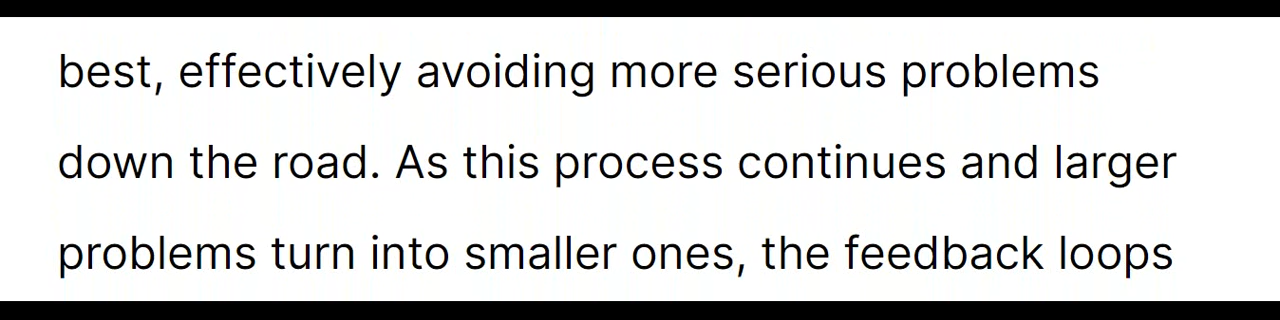 best, effectively avoiding more serious problems
down the road. As this process continues and larger
problems turn into smaller ones, the feedback loops